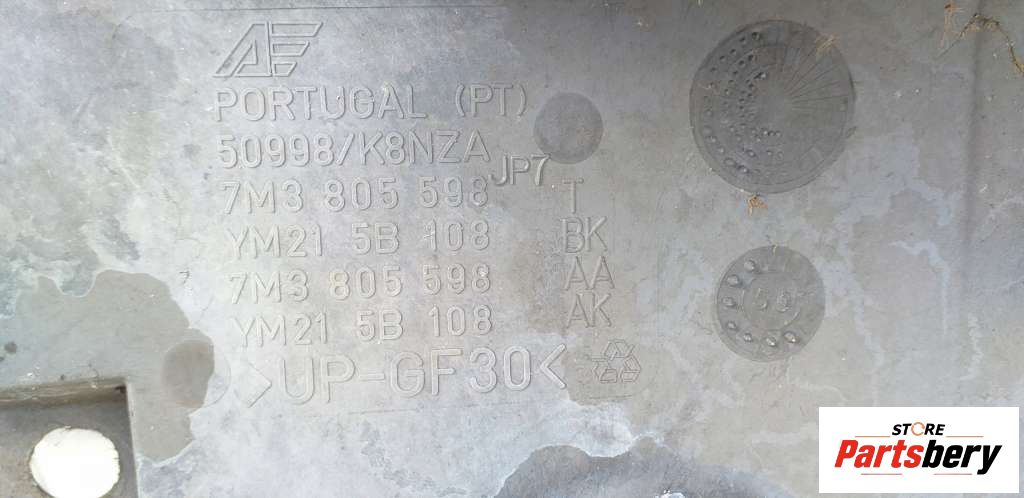 AE
PORTUGAL (PT)
50998/K8NZA
JP7
7M3 805 598 T
YM21 5B 108 BK
7M3 805 598 AA
YM21 5B 108 AK
>UP-GF30<
STORE
Partsbery